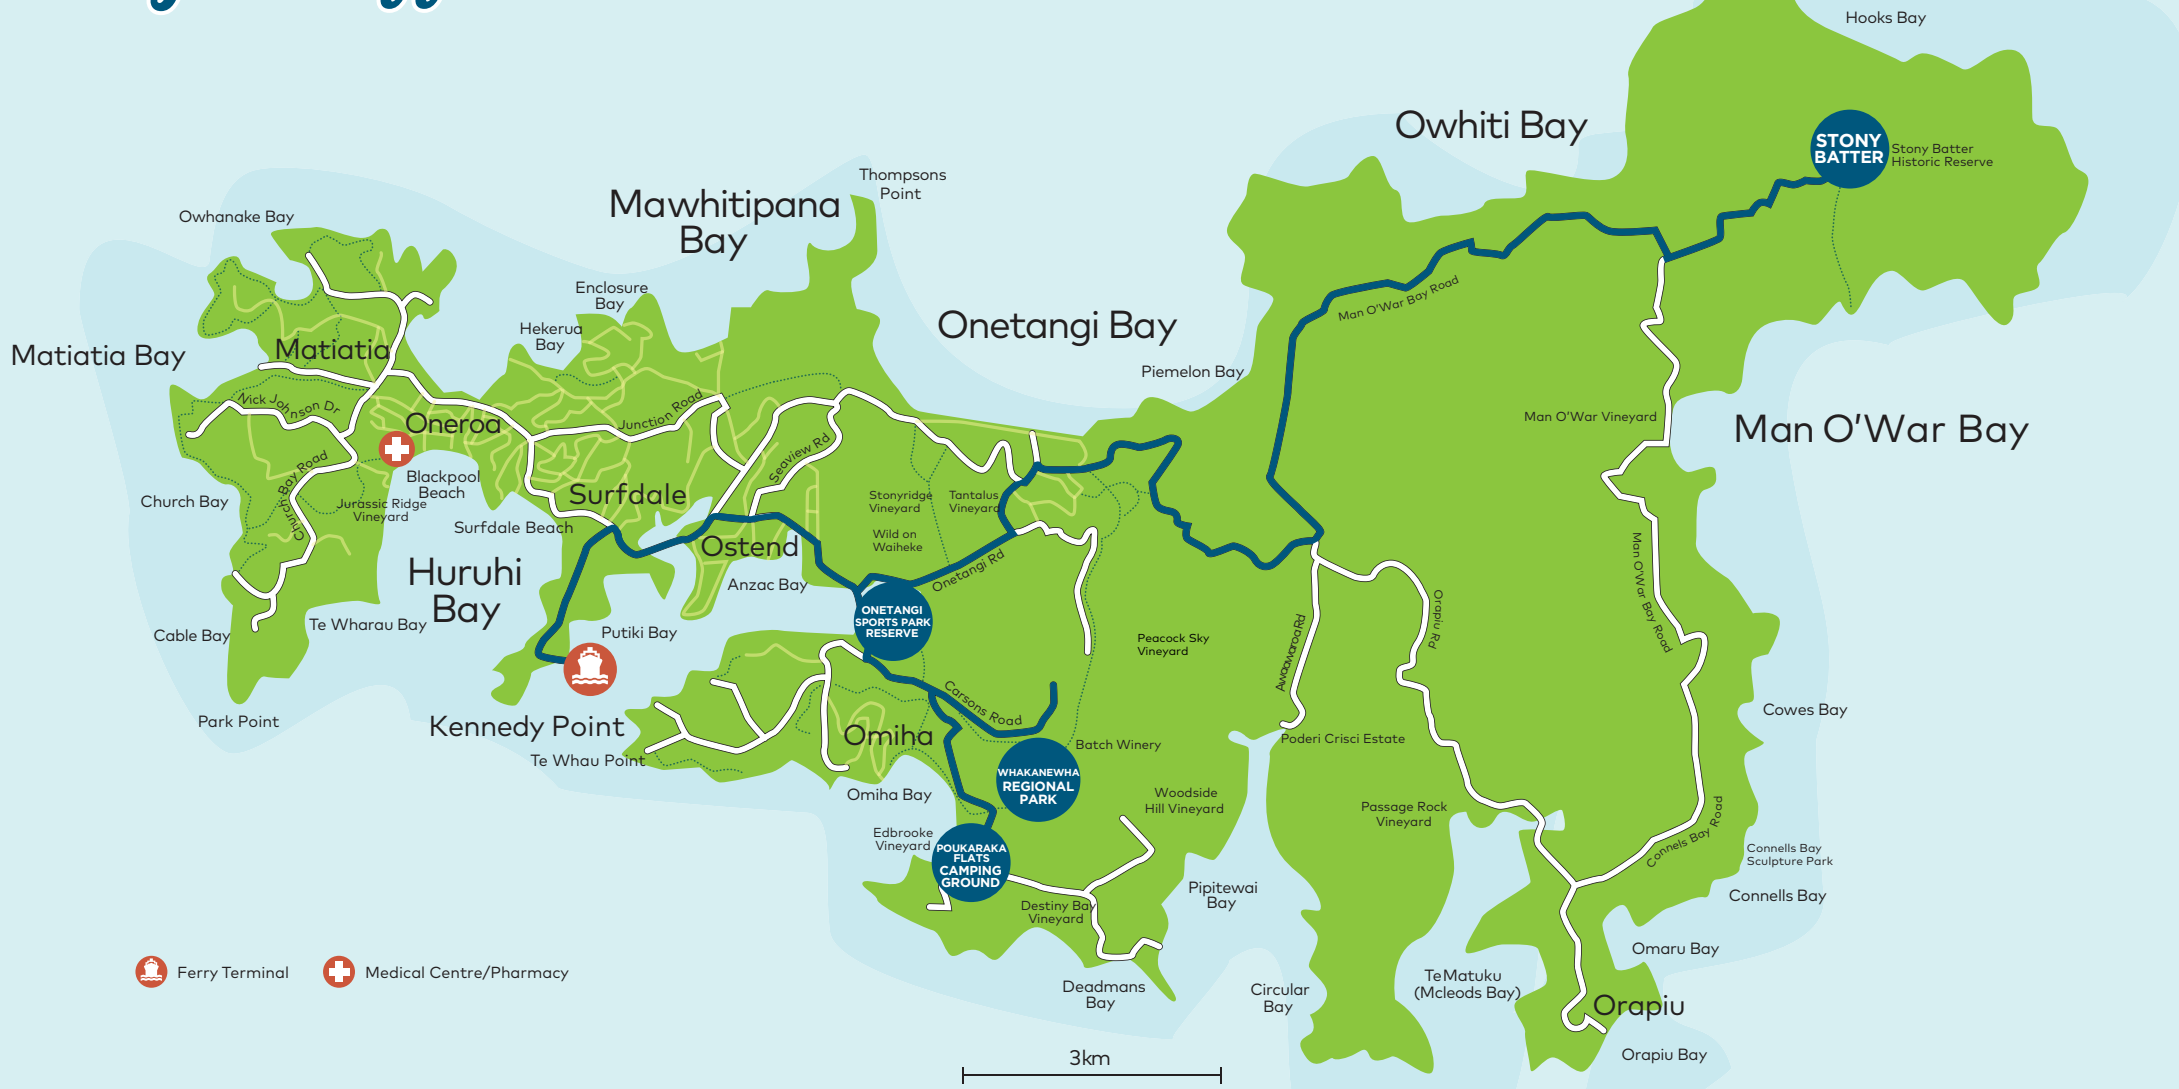 Hooks Bay
Owhiti Bay
STONY
BATTER
Stony Batter
Historic Reserve
Thompsons
Point
Mawhitipana
Bay
Owhanake Bay
Enclosure
Bay
Hekerua
Bay
Onetangi Bay
Man O'War Bay Road
Matiatia Bay
Matiatia
Piemelon Bay
Nick Johnson Dr
Oneroa
Junction Road
Man O'War Vineyard
Man O'War Bay
Seaview Rd
Church Bay Road
Church Bay
Blackpool
Beach
Jurassic Ridge
Vineyard
Surfdale
Surfdale Beach
Stonyridge
Vineyard
Tantalus
Vineyard
Wild on
Waiheke
Ostend
Onetangi Rd
Huruhi
Bay
Anzac Bay
Man O'War Bay Road
Orapiu Rd
Church
Cable Bay
Te Wharau Bay
Putiki Bay
ONETANGI
SPORTS PARK
RESERVE
Peacock Sky
Vineyard
Awaawaroa Rd
Park Point
Kennedy Point
Te Whau Point
Carsons Road
Omiha
Cowes Bay
Poderi Crisci Estate
Batch Winery
WHAKANEWHA
REGIONAL
PARK
Omiha Bay
Woodside
Hill Vineyard
Passage Rock
Vineyard
Connels Bay Road
Edbrooke
Vineyard
POUKARAKA
FLATS
CAMPING
GROUND
Connells Bay
Sculpture Park
Connells Bay
Pipitewai
Bay
Destiny Bay
Vineyard
Omaru Bay
Ferry Terminal
Medical Centre/Pharmacy
Deadmans
Bay
Circular
Bay
Te Matuku
(Mcleods Bay)
Orapiu
Orapiu Bay
3km